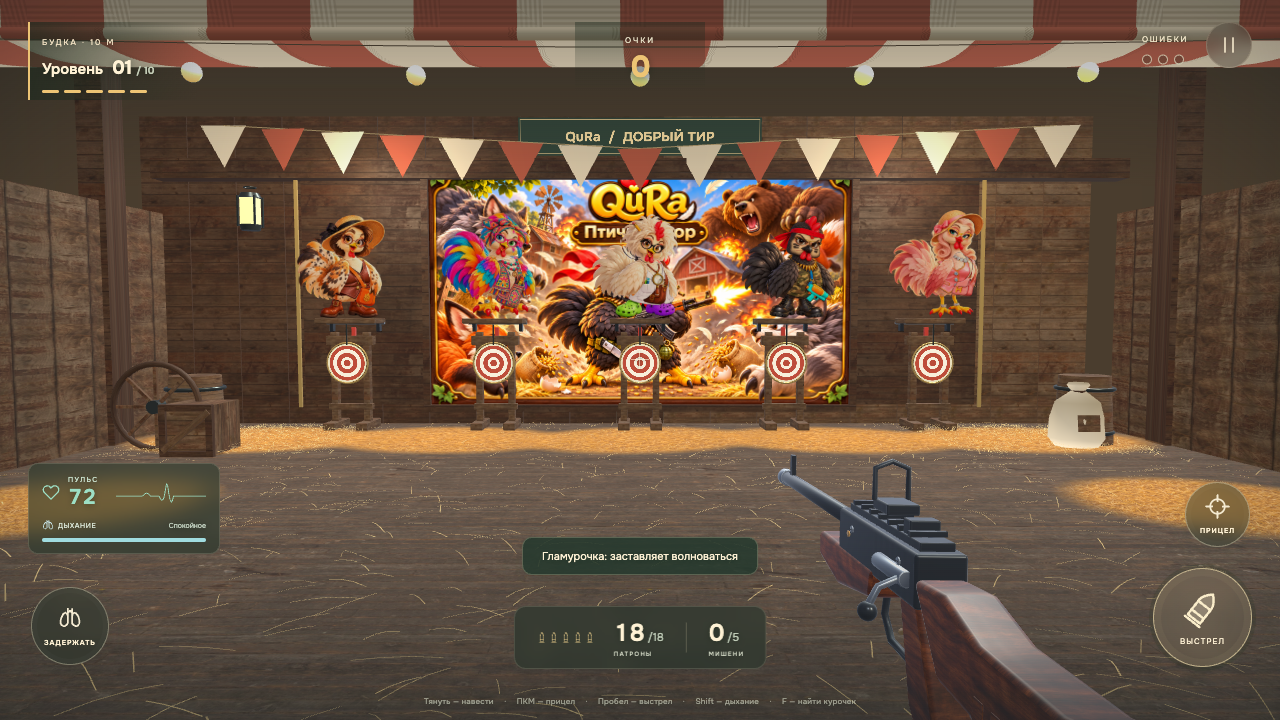 БУДКА · 10 М
Уровень 01 / 10
ОЧКИ
0
ОШИБКИ
QuRa / ДОБРЫЙ ТИР
QuRa
ПУЛЬС
72
ДЫХАНИЕ
Спокойное
ЗАДЕРЖАТЬ
Гламурочка: заставляет волноваться
18 /18
ПАТРОНЫ
0 /5
МИШЕНИ
ПРИЦЕЛ
ВЫСТРЕЛ
Тянуть — навести · ПКМ — прицел · Пробел — выстрел · Shift — дыхание · F — найти курочек